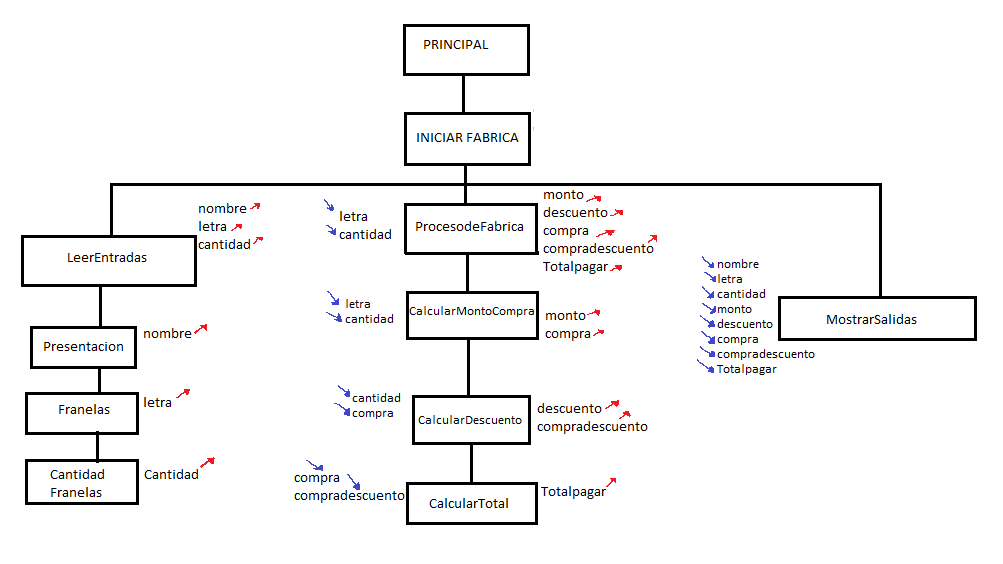 PRINCIPAL
INICIAR FABRICA
nombre
letra
cantidad
LeerEntradas
Presentacion
nombre
Franelas
letra
Cantidad
Franelas
Cantidad
letra
cantidad
ProcesodeFabrica
monto
descuento
compra
compradescuento
Totalpagar
letra
cantidad
CalcularMontoCompra
monto
compra
cantidad
compra
CalcularDescuento
descuento
compradescuento
compra
compradescuento
CalcularTotal
Totalpagar
nombre
letra
cantidad
monto
descuento
compra
compradescuento
Totalpagar
MostrarSalidas